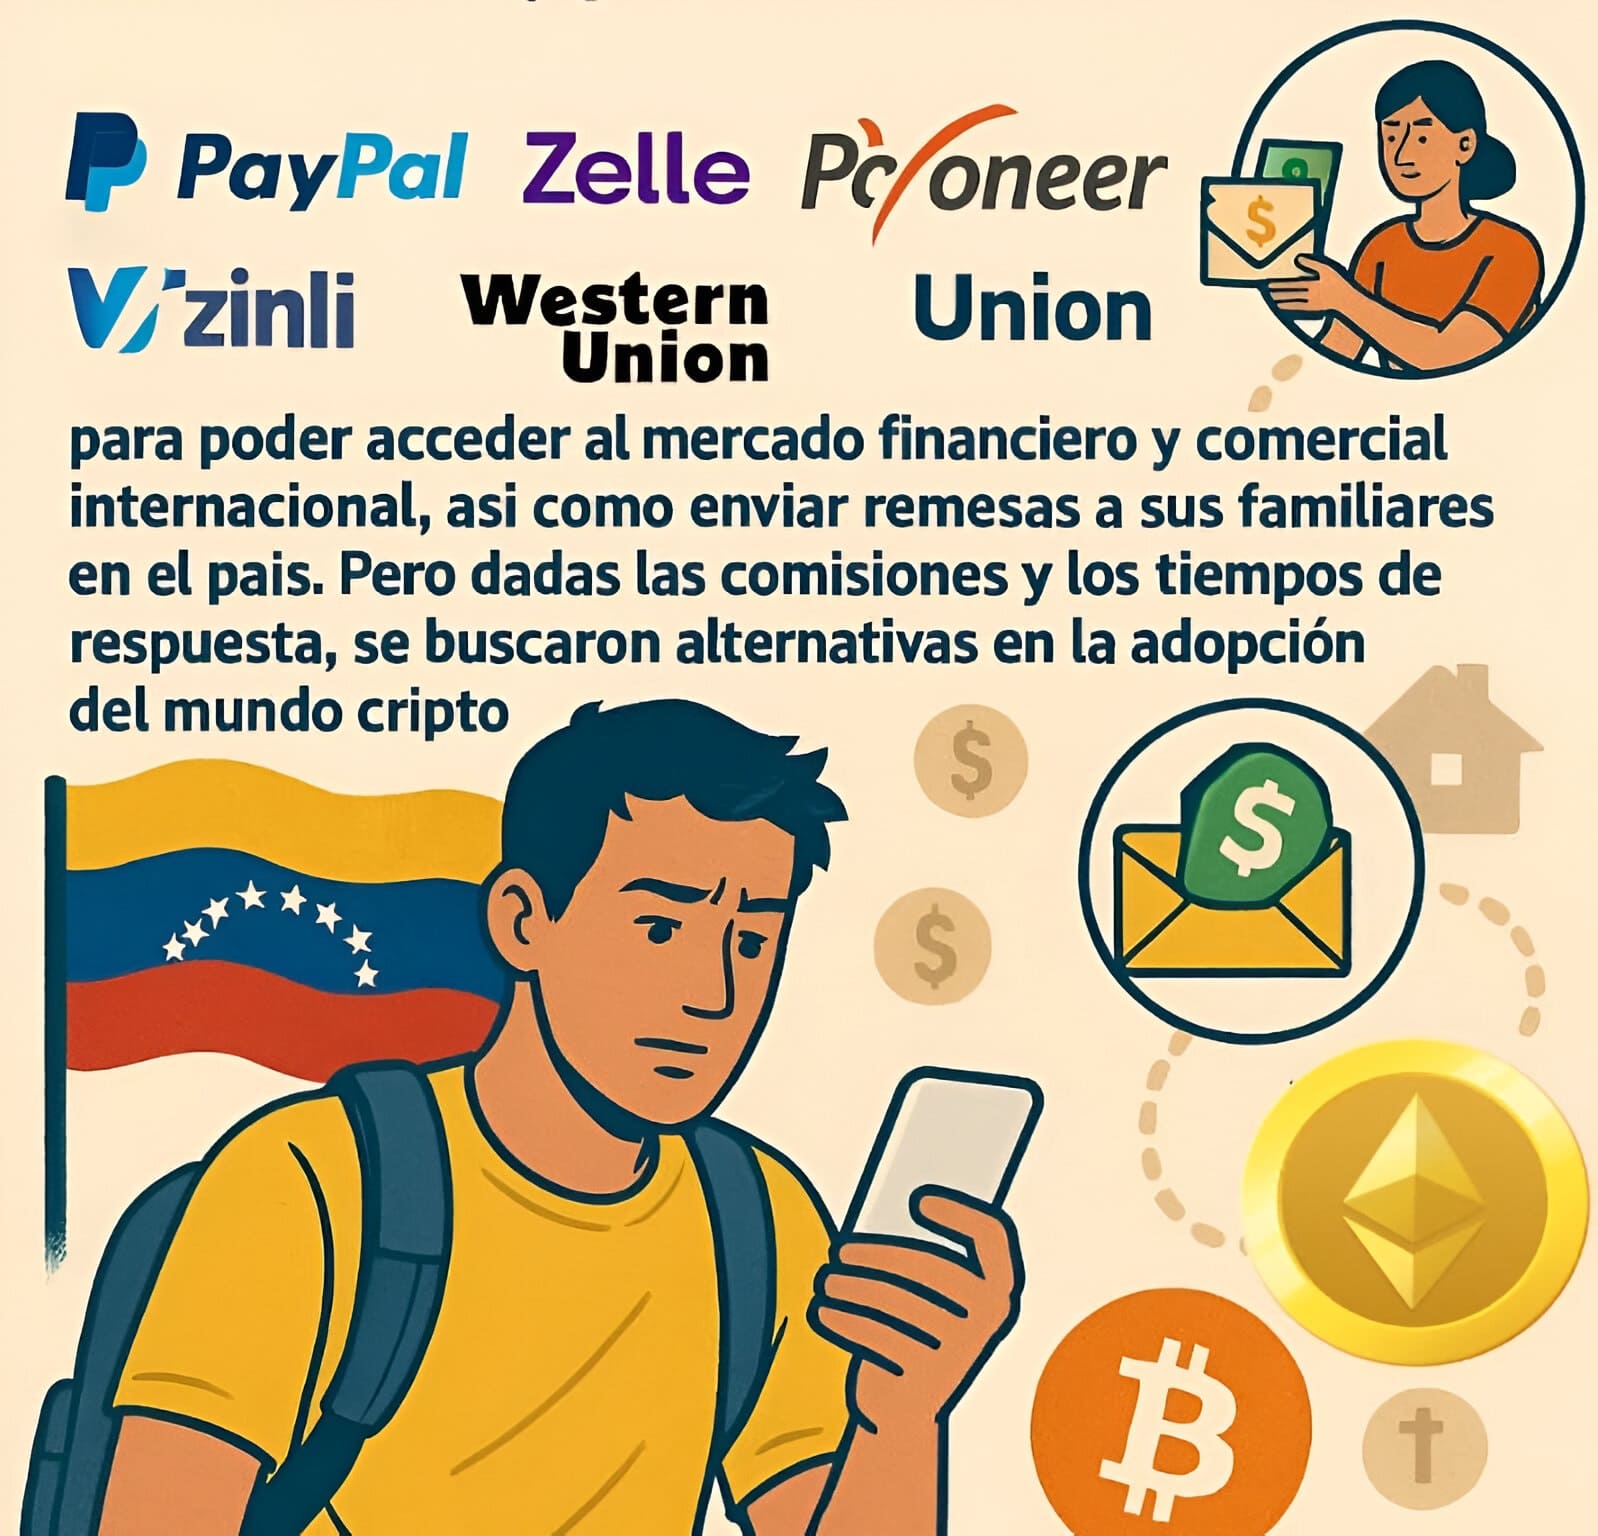 PayPal Zelle Payoneer
zinli Western Union Union
para poder acceder al mercado financiero y comercial
internacional, asi como enviar remesas a sus familiares
en el pais. Pero dadas las comisiones y los tiempos de
respuesta, se buscaron alternativas en la adopción
del mundo cripto